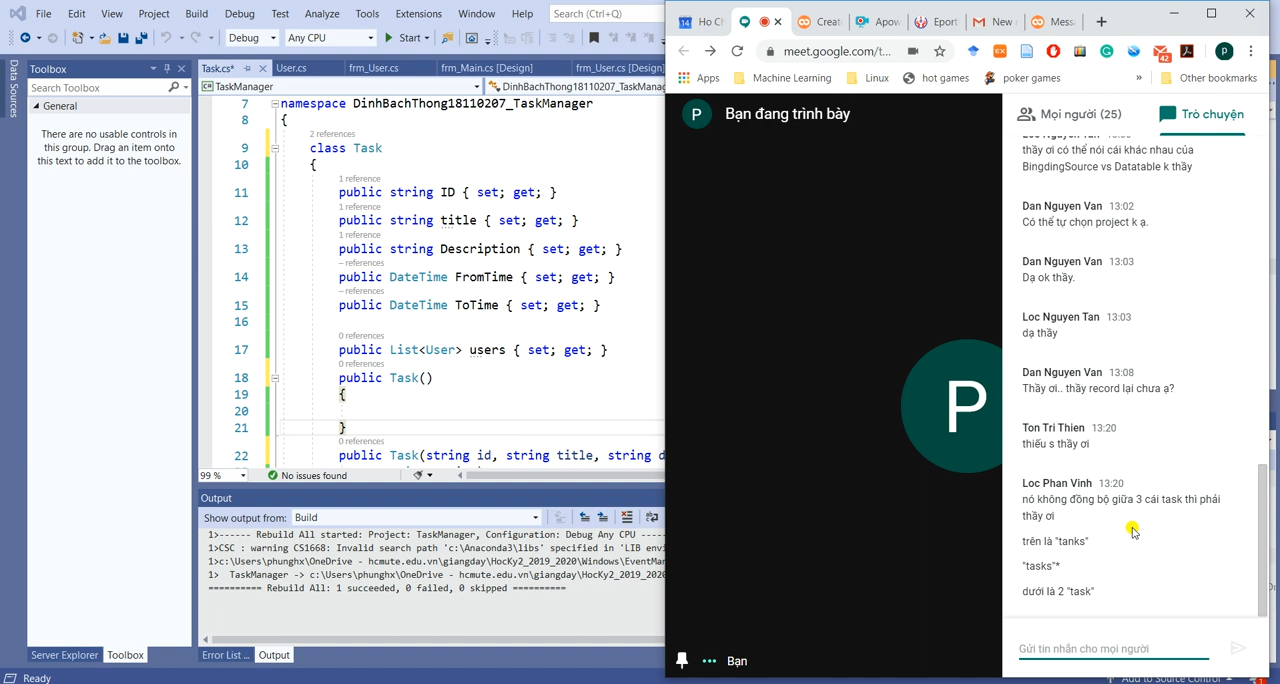 File Edit View Project Build Debug Test Analyze Tools Extensions Window Help Search (Ctrl+Q)
Debug Any CPU Start
Data Sources
Toolbox
Search Toolbox
General
There are no usable controls in
this group. Drag an item onto
this text to add it to the toolbox.
Server Explorer Toolbox
Task.cs* User.cs frm_User.cs frm_Main.cs [Design] frm_User.cs [Design]
TaskManager DinhBachThong18110207_TaskManag
7 namespace DinhBachThong18110207_TaskManager
8 {
2 references
9 class Task
10 {
1 reference
11 public string ID { set; get; }
1 reference
12 public string title { set; get; }
1 reference
13 public string Description { set; get; }
– references
14 public DateTime FromTime { set; get; }
– references
15 public DateTime ToTime { set; get; }
16
0 references
17 public List<User> users { set; get; }
0 references
18 public Task()
19 {
20
21 }
0 references
22 public Task(string id, string title, string d
99 % No issues found
Output
Show output from: Build
1>------ Rebuild All started: Project: TaskManager, Configuration: Debug Any CPU -----
1>CSC : warning CS1668: Invalid search path 'c:\Anaconda3\libs' specified in 'LIB envi
1>c:\Users\phunghx\OneDrive - hcmute.edu.vn\giangday\HocKy2_2019_2020\Windows\EventMan
1> TaskManager -> c:\Users\phunghx\OneDrive - hcmute.edu.vn\giangday\HocKy2_2019_2020
========== Rebuild All: 1 succeeded, 0 failed, 0 skipped ==========
Error List ... Output
Ready
Add to Source Control
14 Ho Ch Creat Apow Eport New Mess
meet.google.com/t...
42
P
Apps Machine Learning Linux hot games poker games » Other bookmarks
P Bạn đang trình bày
P
Bạn
Mọi người (25) Trò chuyện
thầy ơi có thể nói cái khác nhau của
BingdingSource vs Datatable k thầy
Dan Nguyen Van 13:02
Có thể tự chọn project k ạ.
Dan Nguyen Van 13:03
Dạ ok thầy.
Loc Nguyen Tan 13:03
dạ thầy
Dan Nguyen Van 13:08
Thầy ơi.. thầy record lại chưa ạ?
Ton Tri Thien 13:20
thiếu s thầy ơi
Loc Phan Vinh 13:20
nó không đồng bộ giữa 3 cái task thì phải
thầy ơi
trên là "tanks"
"tasks"*
dưới là 2 "task"
Gửi tin nhắn cho mọi người